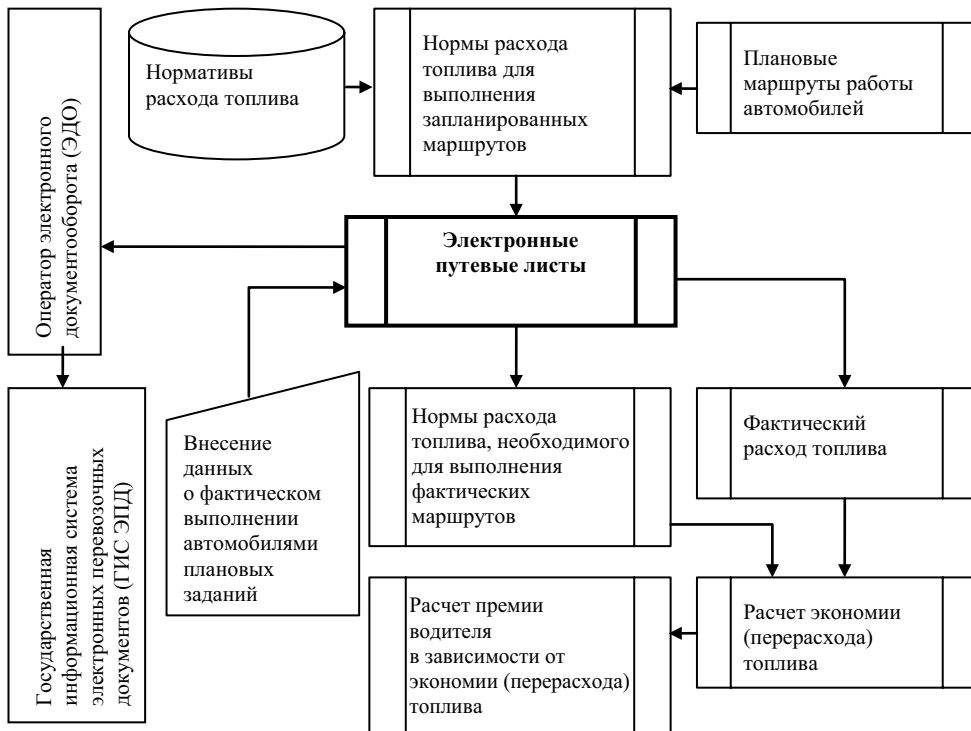 Нормативы
расхода топлива
Нормы расхода
топлива для
выполнения
запланированных
маршрутов
Плановые
маршруты работы
автомобилей
Оператор электронного
документооборота (ЭДО)
Электронные
путевые листы
Государственная
информационная система
электронных перевозочных
документов (ГИС ЭПД)
Внесение
данных
о фактическом
выполнении
автомобилями
плановых
заданий
Нормы расхода
топлива, необходимого
для выполнения
фактических
маршрутов
Фактический
расход топлива
Расчет премии
водителя
в зависимости от
экономии (перерасхода)
топлива
Расчет экономии
(перерасхода)
топлива